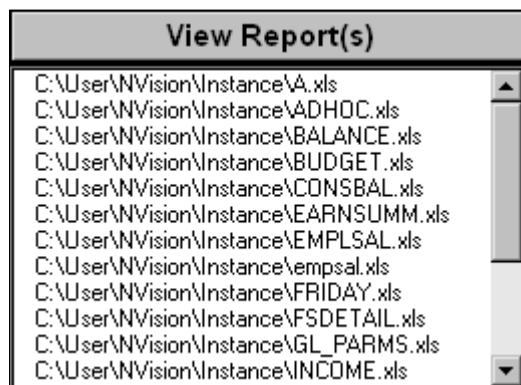 View Report(s)
C:\User\NVision\Instance\A.xls
C:\User\NVision\Instance\ADHOC.xls
C:\User\NVision\Instance\BALANCE.xls
C:\User\NVision\Instance\BUDGET.xls
C:\User\NVision\Instance\CONSBAL.xls
C:\User\NVision\Instance\EARNSUMM.xls
C:\User\NVision\Instance\EMPLSAL.xls
C:\User\NVision\Instance\empsal.xls
C:\User\NVision\Instance\FRIDAY.xls
C:\User\NVision\Instance\FSDETAIL.xls
C:\User\NVision\Instance\GL_PARMS.xls
C:\User\NVision\Instance\INCOME.xls